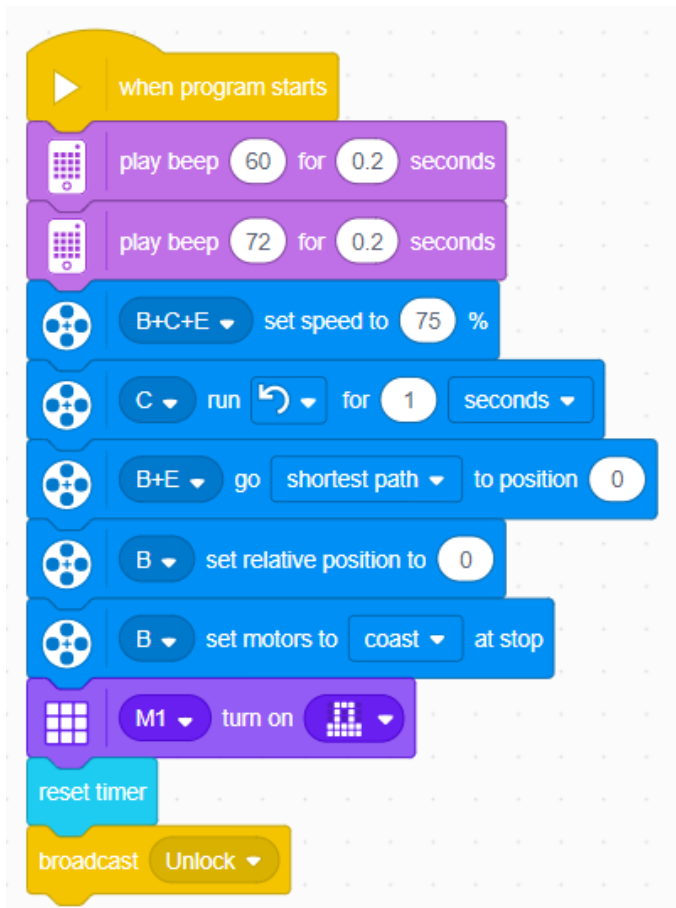 when program starts
play beep 60 for 0.2 seconds
play beep 72 for 0.2 seconds
B+C+E set speed to 75 %
C run for 1 seconds
B+E go shortest path to position 0
B set relative position to 0
B set motors to coast at stop
M1 turn on
reset timer
broadcast Unlock